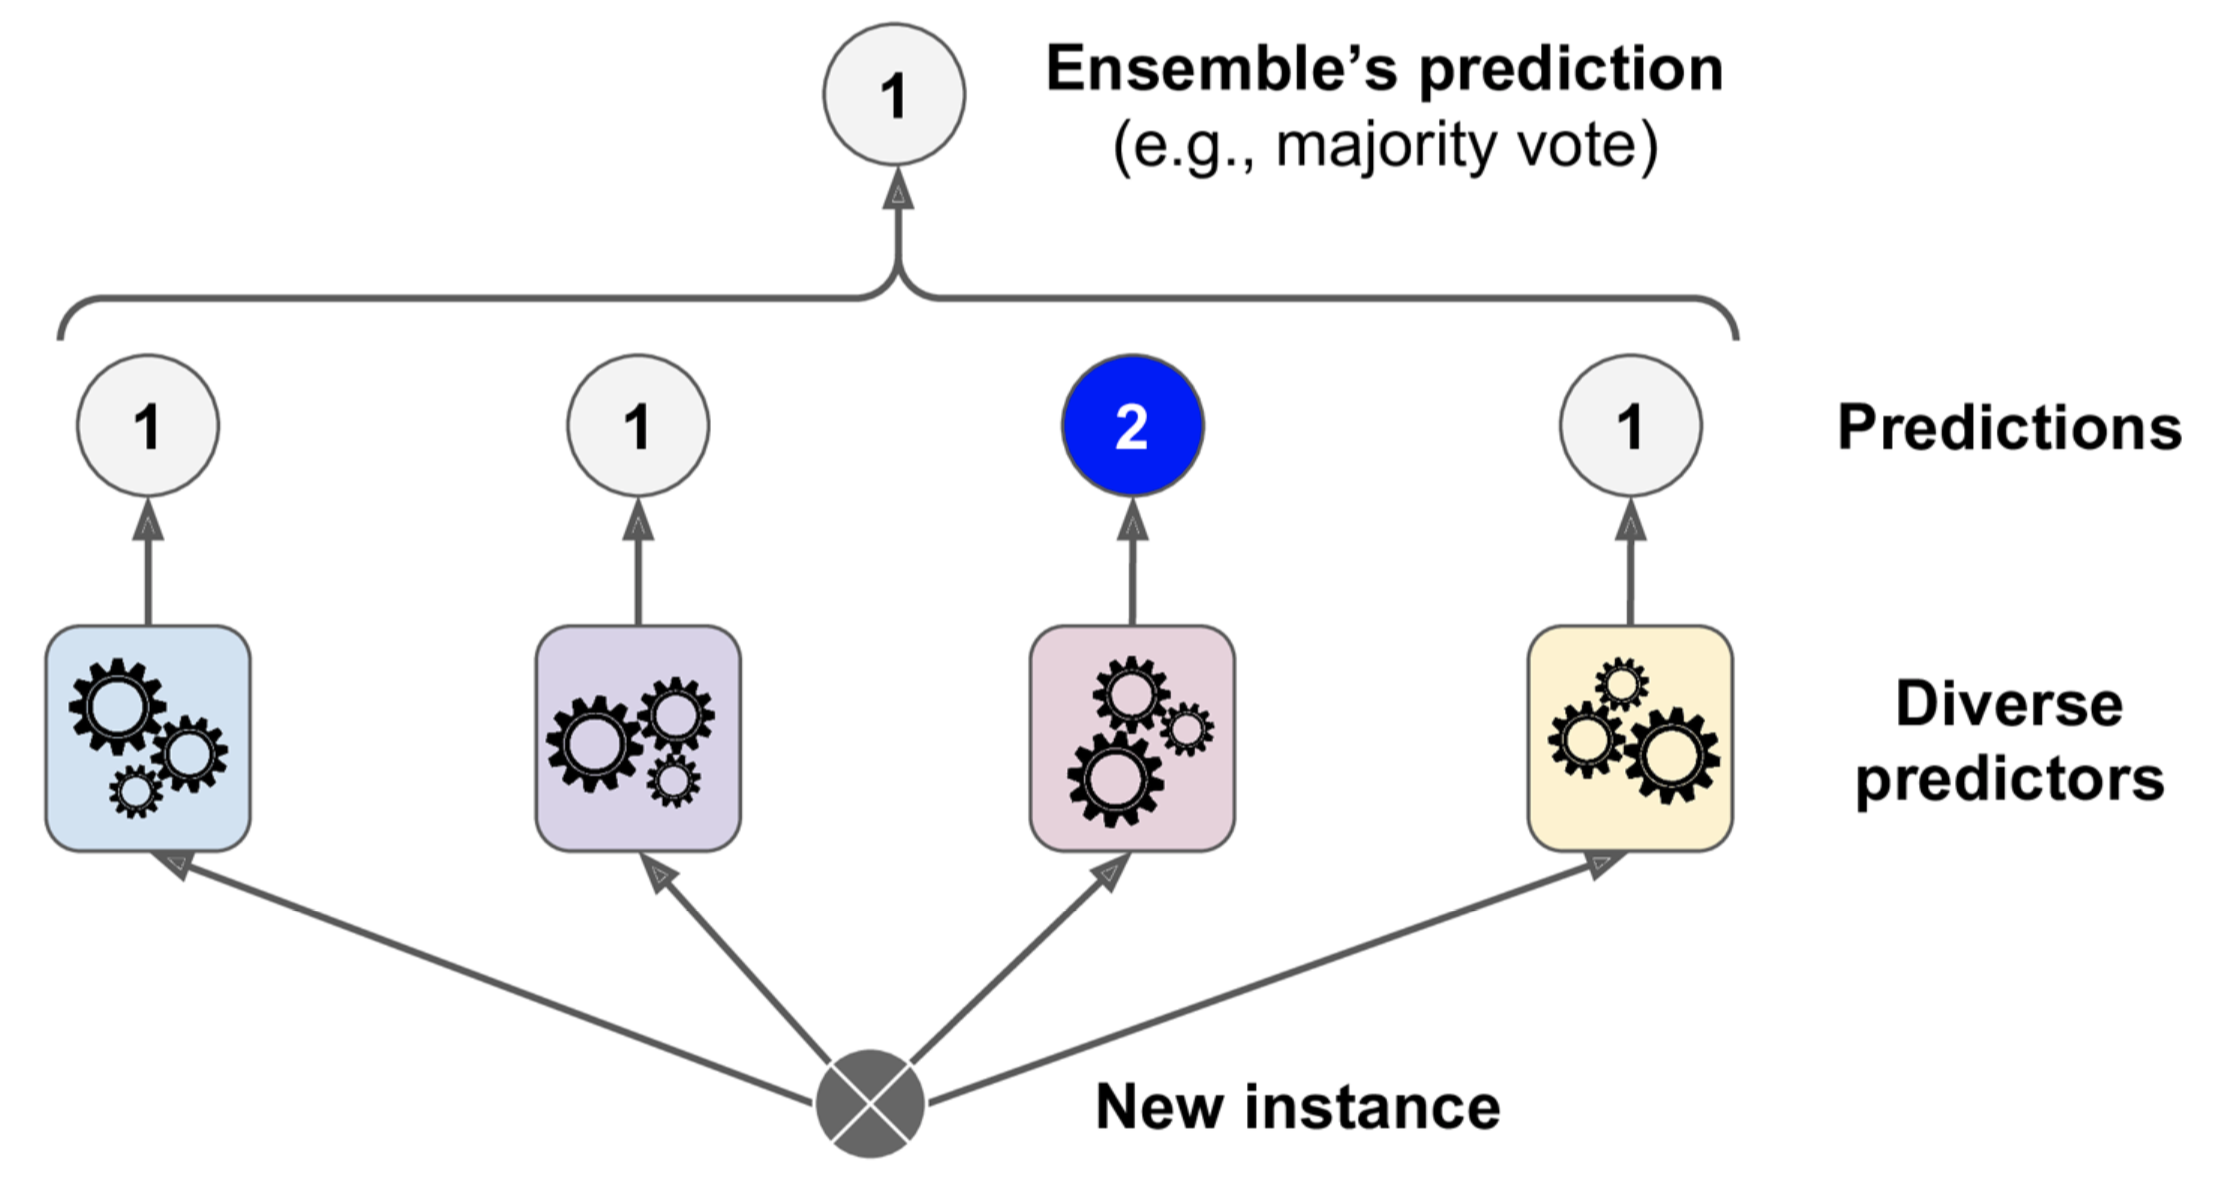 1
Ensemble’s prediction
(e.g., majority vote)
1 1 2 1 Predictions
Diverse
predictors
New instance